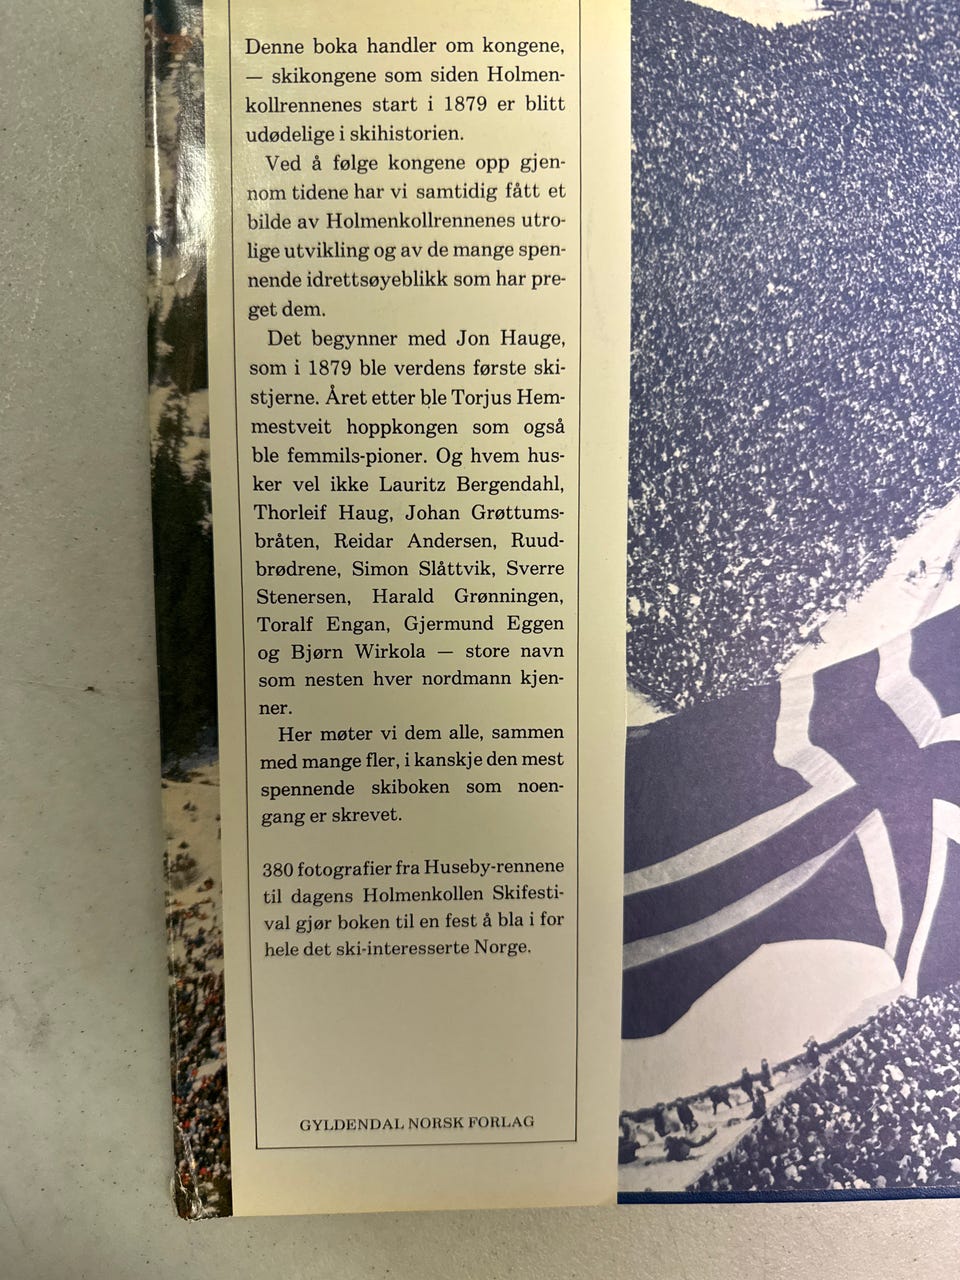 Denne boka handler om kongene,
— skikongene som siden Holmen-
kollrennenes start i 1879 er blitt
udødelige i skihistorien.
Ved å følge kongene opp gjen-
nom tidene har vi samtidig fått et
bilde av Holmenkollrennenes utro-
lige utvikling og av de mange spen-
nende idrettsøyeblikk som har pre-
get dem.
Det begynner med Jon Hauge,
som i 1879 ble verdens første ski-
stjerne. Året etter ble Torjus Hem-
mestveit hoppkongen som også
ble femmils-pioner. Og hvem hus-
ker vel ikke Lauritz Bergendahl,
Thorleif Haug, Johan Grøttums-
bråten, Reidar Andersen, Ruud-
brødrene, Simon Slåttvik, Sverre
Stenersen, Harald Grønningen,
Toralf Engan, Gjermund Eggen
og Bjørn Wirkola — store navn
som nesten hver nordmann kjen-
ner.
Her møter vi dem alle, sammen
med mange fler, i kanskje den mest
spennende skiboken som noen-
gang er skrevet.
380 fotografier fra Huseby-rennene
til dagens Holmenkollen Skifesti-
val gjør boken til en fest å bla i for
hele det ski-interesserte Norge.
GYLDENDAL NORSK FORLAG